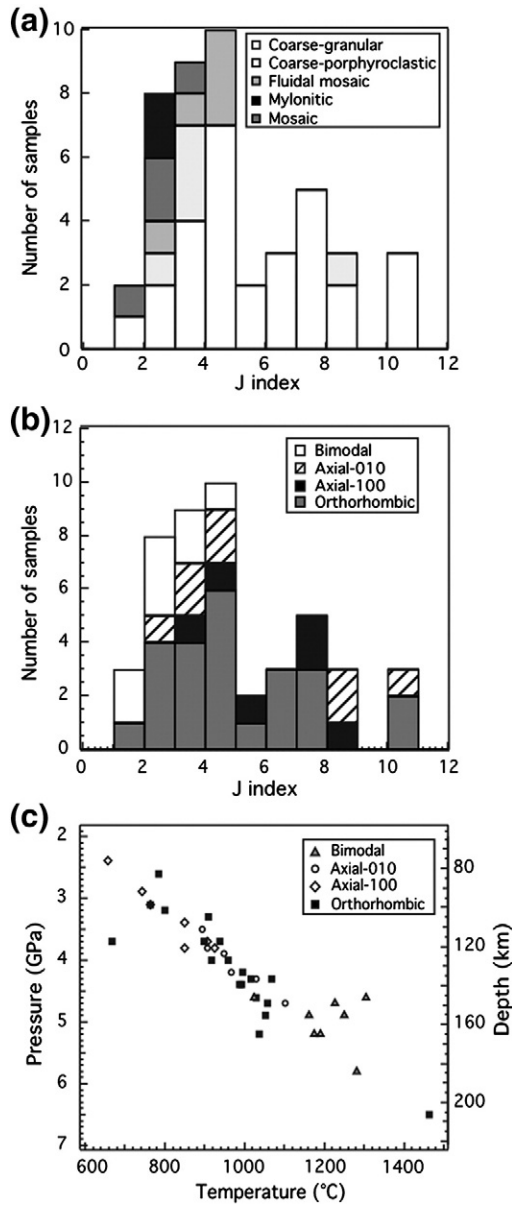 (a)
10
8
6
4
2
0
Number of samples
Coarse-granular
Coarse-porphyroclastic
Fluidal mosaic
Mylonitic
Mosaic
0 2 4 6 8 10 12
J index
(b)
12
10
8
6
4
2
0
Number of samples
Bimodal
Axial-010
Axial-100
Orthorhombic
0 2 4 6 8 10 12
J index
(c)
2
3
4
5
6
7
Pressure (GPa)
Bimodal
Axial-010
Axial-100
Orthorhombic
80
120
160
200
Depth (km)
600 800 1000 1200 1400
Temperature (°C)